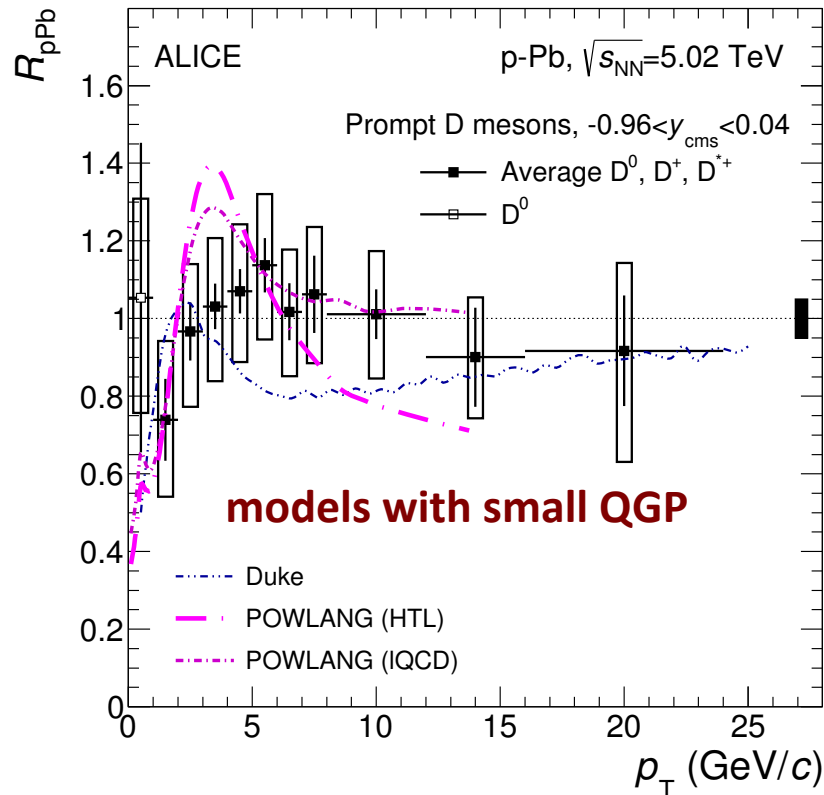 R_pPb
ALICE
p-Pb, √s_NN=5.02 TeV
Prompt D mesons, -0.96<y_cms<0.04
Average D⁰, D⁺, D*⁺
D⁰
models with small QGP
Duke
POWLANG (HTL)
POWLANG (lQCD)
1.6
1.4
1.2
1
0.8
0.6
0.4
0.2
0
0 5 10 15 20 25
p_T (GeV/c)